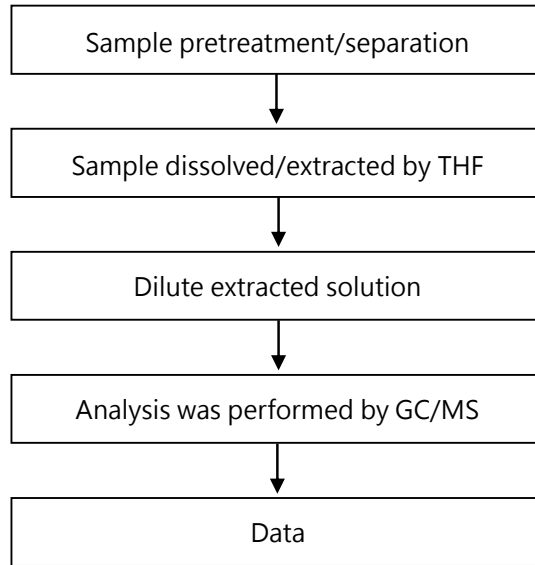 Sample pretreatment/separation
Sample dissolved/extracted by THF
Dilute extracted solution
Analysis was performed by GC/MS
Data